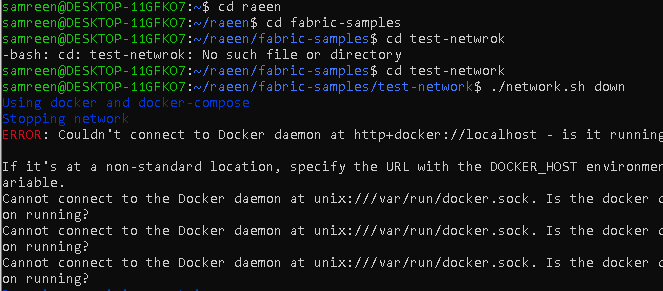 samreen@DESKTOP-11GFKO7:~$ cd raeen
samreen@DESKTOP-11GFKO7:~/raeen$ cd fabric-samples
samreen@DESKTOP-11GFKO7:~/raeen/fabric-samples$ cd test-netwrok
-bash: cd: test-netwrok: No such file or directory
samreen@DESKTOP-11GFKO7:~/raeen/fabric-samples$ cd test-network
samreen@DESKTOP-11GFKO7:~/raeen/fabric-samples/test-network$ ./network.sh down
Using docker and docker-compose
Stopping network
ERROR: Couldn't connect to Docker daemon at http+docker://localhost - is it running
If it's at a non-standard location, specify the URL with the DOCKER_HOST environme
ariable.
Cannot connect to the Docker daemon at unix:///var/run/docker.sock. Is the docker
on running?
Cannot connect to the Docker daemon at unix:///var/run/docker.sock. Is the docker
on running?
Cannot connect to the Docker daemon at unix:///var/run/docker.sock. Is the docker
on running?